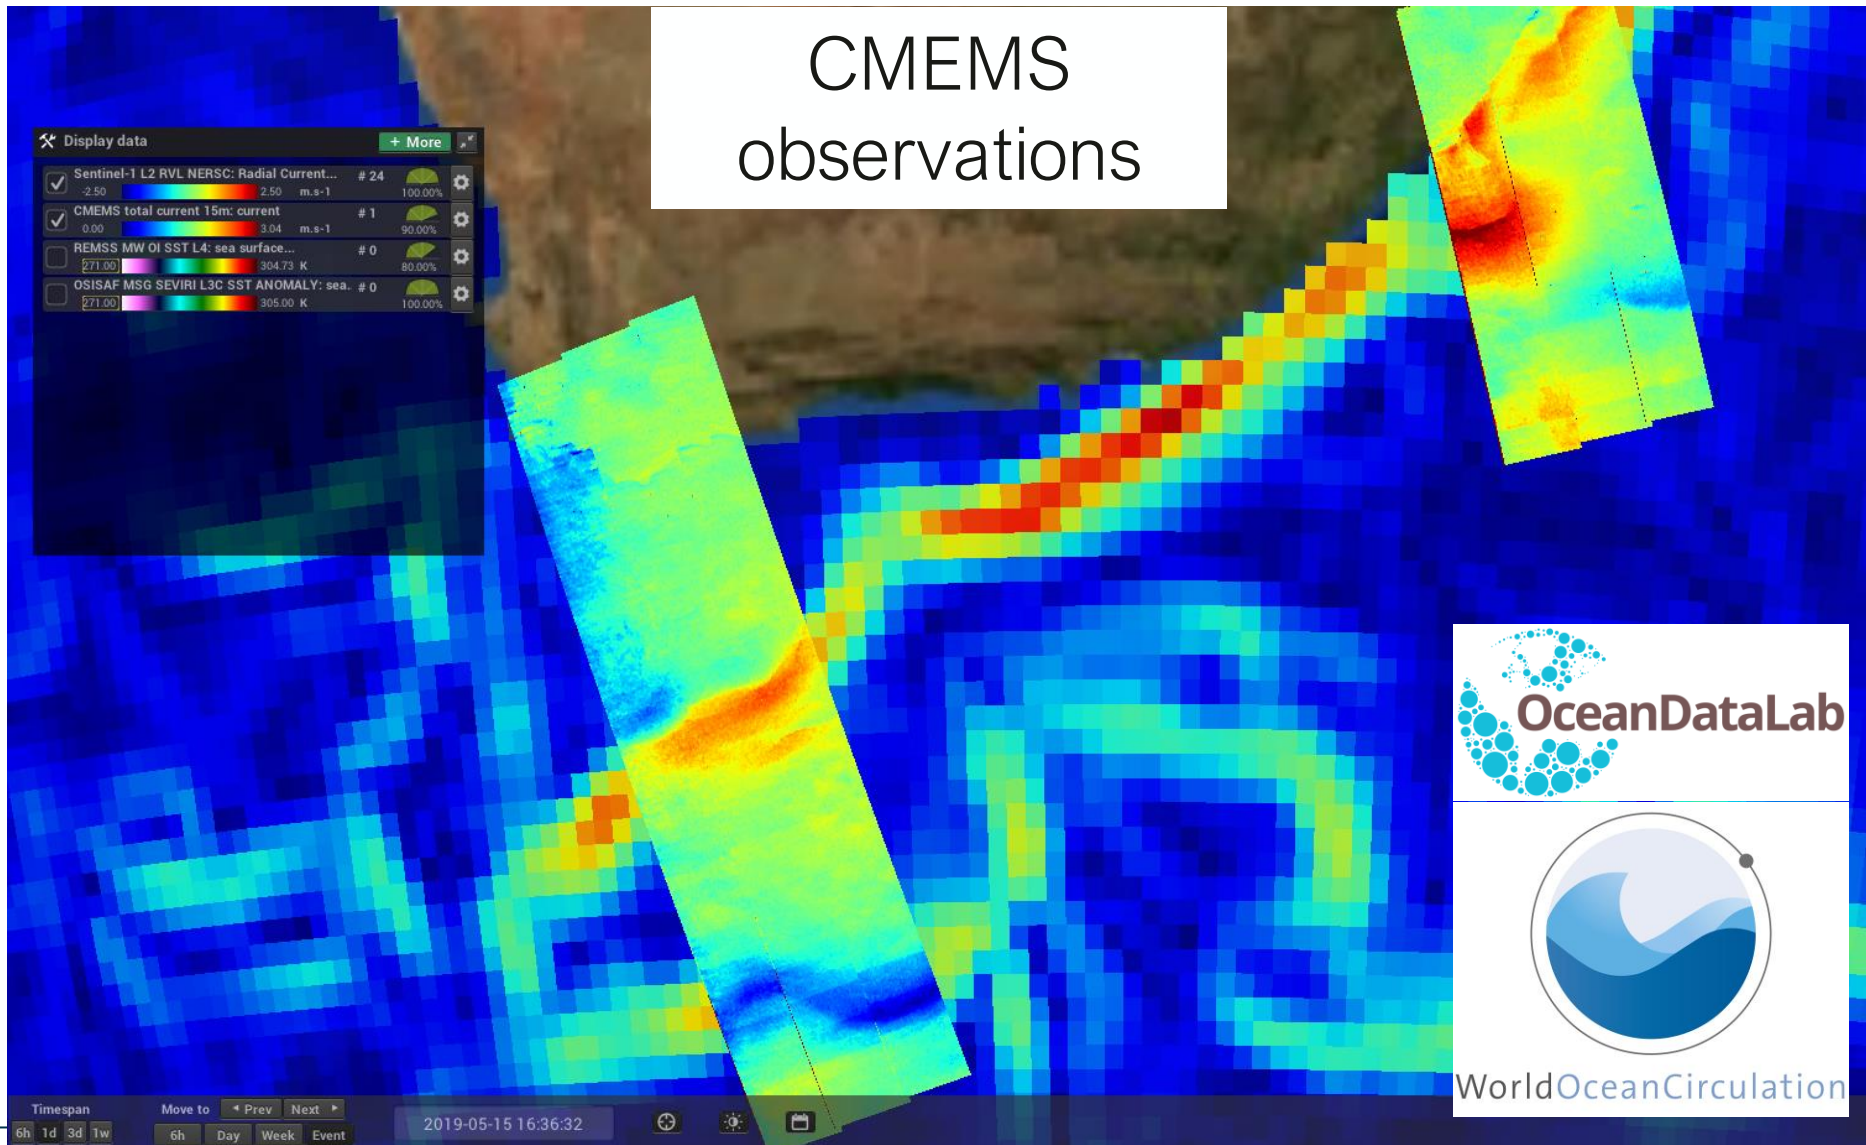 CMEMS
observations
Display data
+ More
Sentinel-1 L2 RVL NERSC: Radial Current... # 24
-2.50 2.50 m.s-1 100.00%
CMEMS total current 15m: current # 1
0.00 3.04 m.s-1 90.00%
REMSS MW OI SST L4: sea surface... # 0
271.00 304.73 K 80.00%
OSISAF MSG SEVIRI L3C SST ANOMALY: sea. # 0
271.00 305.00 K 100.00%
OceanDataLab
WorldOceanCirculation
Timespan
6h 1d 3d 1w
Move to Prev Next
6h Day Week Event
2019-05-15 16:36:32